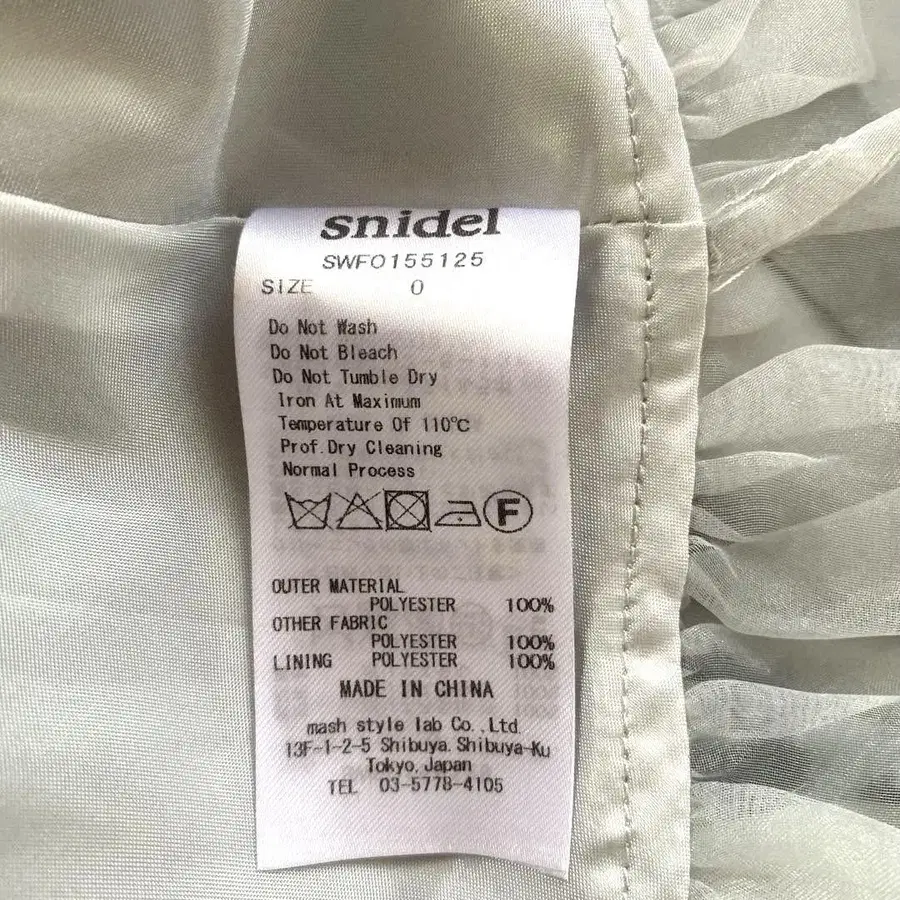 snidel
SWFO155125
SIZE 0
Do Not Wash
Do Not Bleach
Do Not Tumble Dry
Iron At Maximum
Temperature Of 110℃
Prof.Dry Cleaning
Normal Process
F
OUTER MATERIAL
POLYESTER 100%
OTHER FABRIC
POLYESTER 100%
LINING POLYESTER 100%
MADE IN CHINA
mash style lab Co.,Ltd.
13F-1-2-5 Shibuya.Shibuya-Ku
Tokyo,Japan
TEL 03-5778-4105